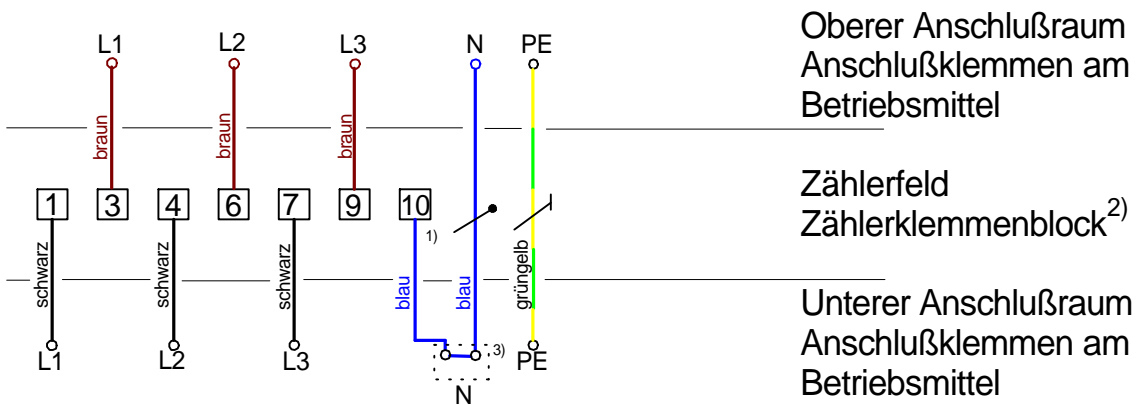 L1 L2 L3 N PE
Oberer Anschlußraum
Anschlußklemmen am
Betriebsmittel
braun braun braun
1 3 4 6 7 9 10
1)
Zählerfeld
Zählerklemmenblock2)
schwarz schwarz schwarz blau blau grüngelb
Unterer Anschlußraum
Anschlußklemmen am
Betriebsmittel
L1 L2 L3 3) PE
N